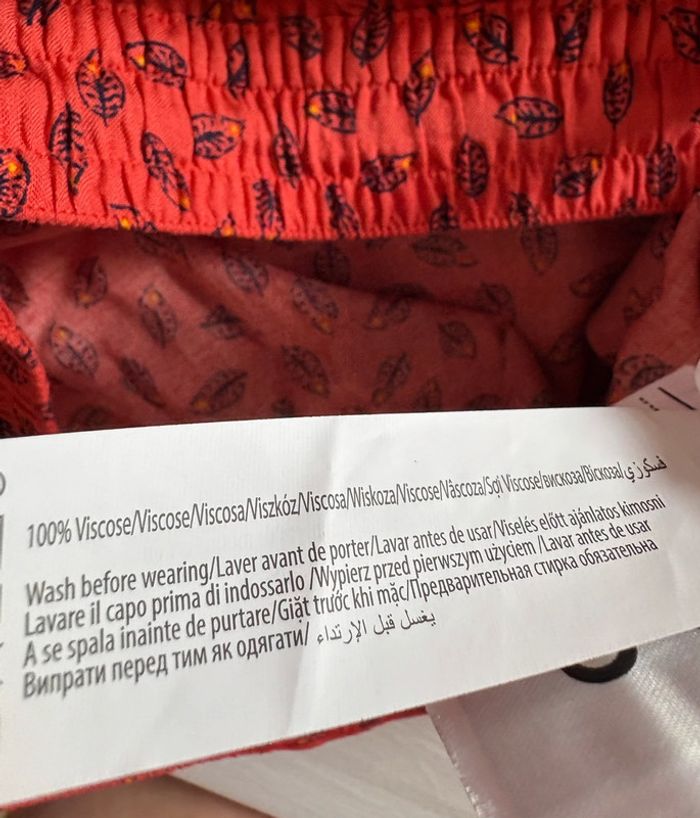 100% Viscose/Viscose/Viscosa/Viszkóz/Viscosa/Wiskoza/Viscose/Vâscoza/Sợi Viscose/вискоза/Віскоза/فسكوزي
Wash before wearing/Laver avant de porter/Lavar antes de usar/Viselés előtt ajánlatos kimosni
Lavare il capo prima di indossarlo /Wypierz przed pierwszym użyciem /Lavar antes de usar
A se spala inainte de purtare/Giặt trước khi mặc/Предварительная стирка обязательна
Випрати перед тим як одягати/ يغسل قبل الإرتداء